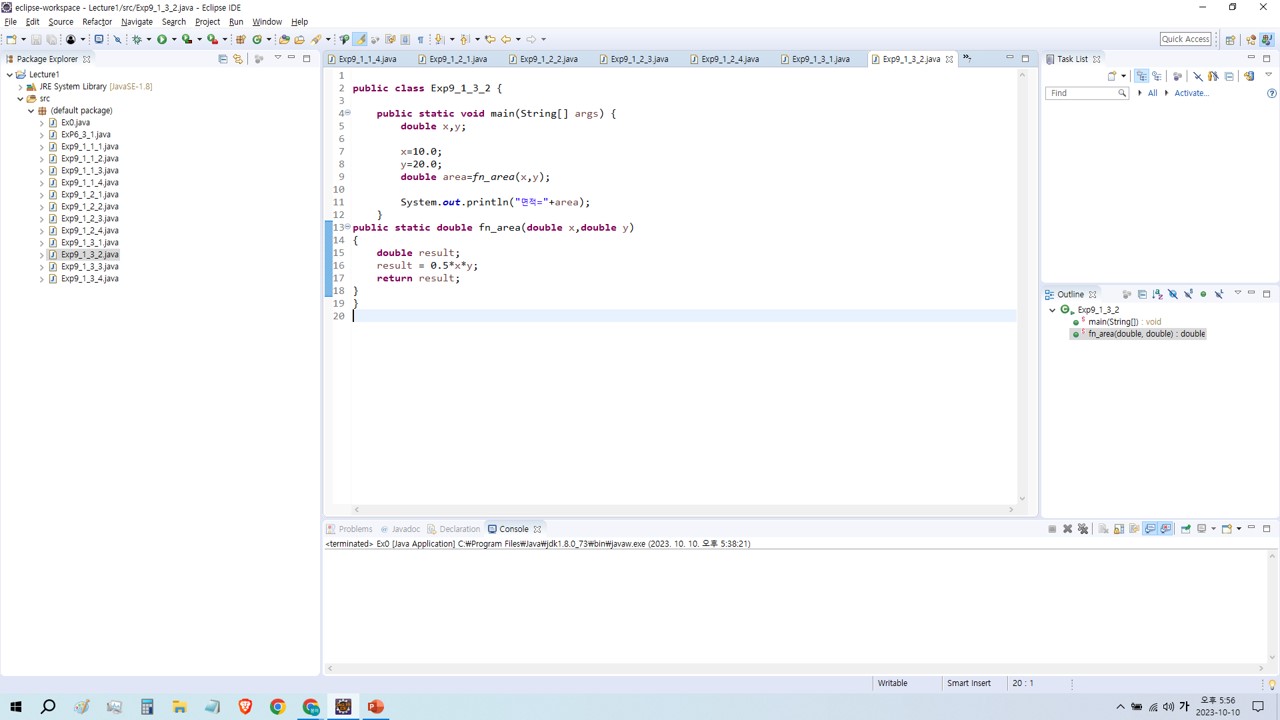 eclipse-workspace - Lecture1/src/Exp9_1_3_2.java - Eclipse IDE
File Edit Source Refactor Navigate Search Project Run Window Help
Quick Access
Package Explorer
Lecture1
JRE System Library [JavaSE-1.8]
src
(default package)
Ex0.java
ExP6_3_1.java
Exp9_1_1_1.java
Exp9_1_1_2.java
Exp9_1_1_3.java
Exp9_1_1_4.java
Exp9_1_2_1.java
Exp9_1_2_2.java
Exp9_1_2_3.java
Exp9_1_2_4.java
Exp9_1_3_1.java
Exp9_1_3_2.java
Exp9_1_3_3.java
Exp9_1_3_4.java
Exp9_1_1_4.java Exp9_1_2_1.java Exp9_1_2_2.java Exp9_1_2_3.java Exp9_1_2_4.java Exp9_1_3_1.java Exp9_1_3_2.java
1
2 public class Exp9_1_3_2 {
3
4 public static void main(String[] args) {
5 double x,y;
6
7 x=10.0;
8 y=20.0;
9 double area=fn_area(x,y);
10
11 System.out.println("면적="+area);
12 }
13 public static double fn_area(double x,double y)
14 {
15 double result;
16 result = 0.5*x*y;
17 return result;
18 }
19 }
20
Task List
Find All Activate...
Outline
Exp9_1_3_2
main(String[]) : void
fn_area(double, double) : double
Problems Javadoc Declaration Console
<terminated> Ex0 [Java Application] C:₩Program Files₩Java₩jdk1.8.0_73₩bin₩javaw.exe (2023. 10. 10. 오후 5:38:21)
Writable Smart Insert 20 : 1
가 오후 5:56
2023-10-10